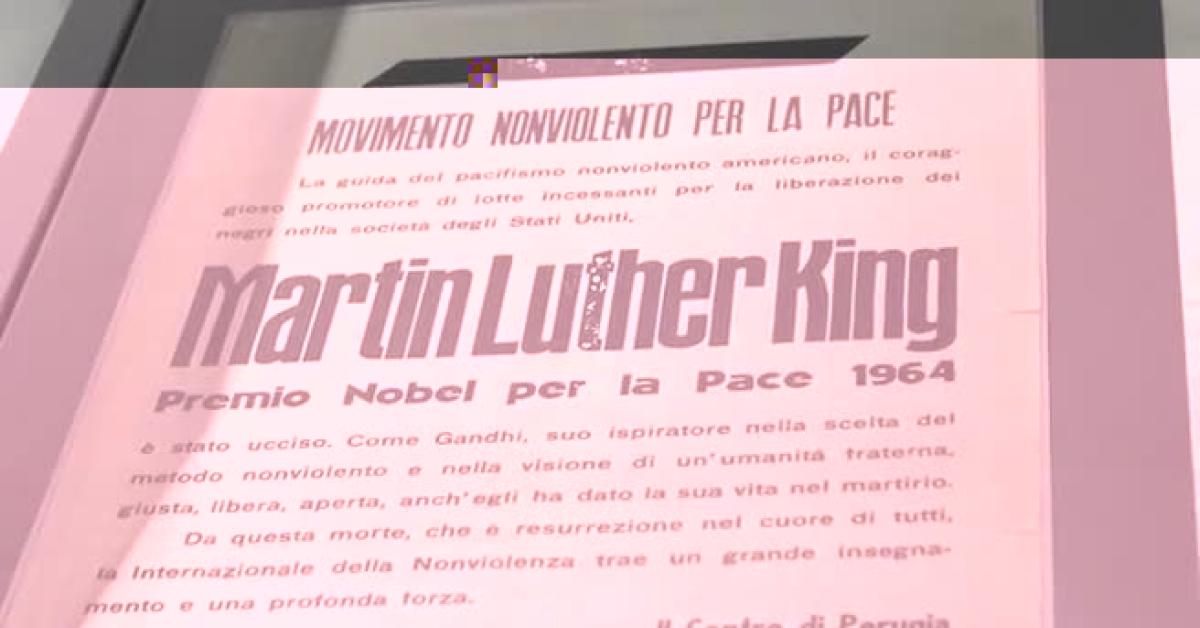 MOVIMENTO NONVIOLENTO PER LA PACE
La guida del pacifismo nonviolento americano, il corag-
gioso promotore di lotte incessanti per la liberazione dei
negri nella società degli Stati Uniti,
Martin Luther King
Premio Nobel per la Pace 1964
è stato ucciso. Come Gandhi, suo ispiratore nella scelta del
metodo nonviolento e nella visione di un'umanità fraterna,
giusta, libera, aperta, anch'egli ha dato la sua vita nel martirio.
Da questa morte, che è resurrezione nel cuore di tutti,
la Internazionale della Nonviolenza trae un grande insegna-
mento e una profonda forza.
Il Centro di Perugia